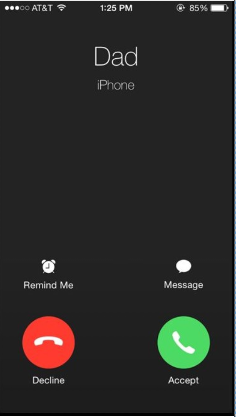 AT&T 1:25 PM 85%
Dad
iPhone
Remind Me Message
Decline Accept